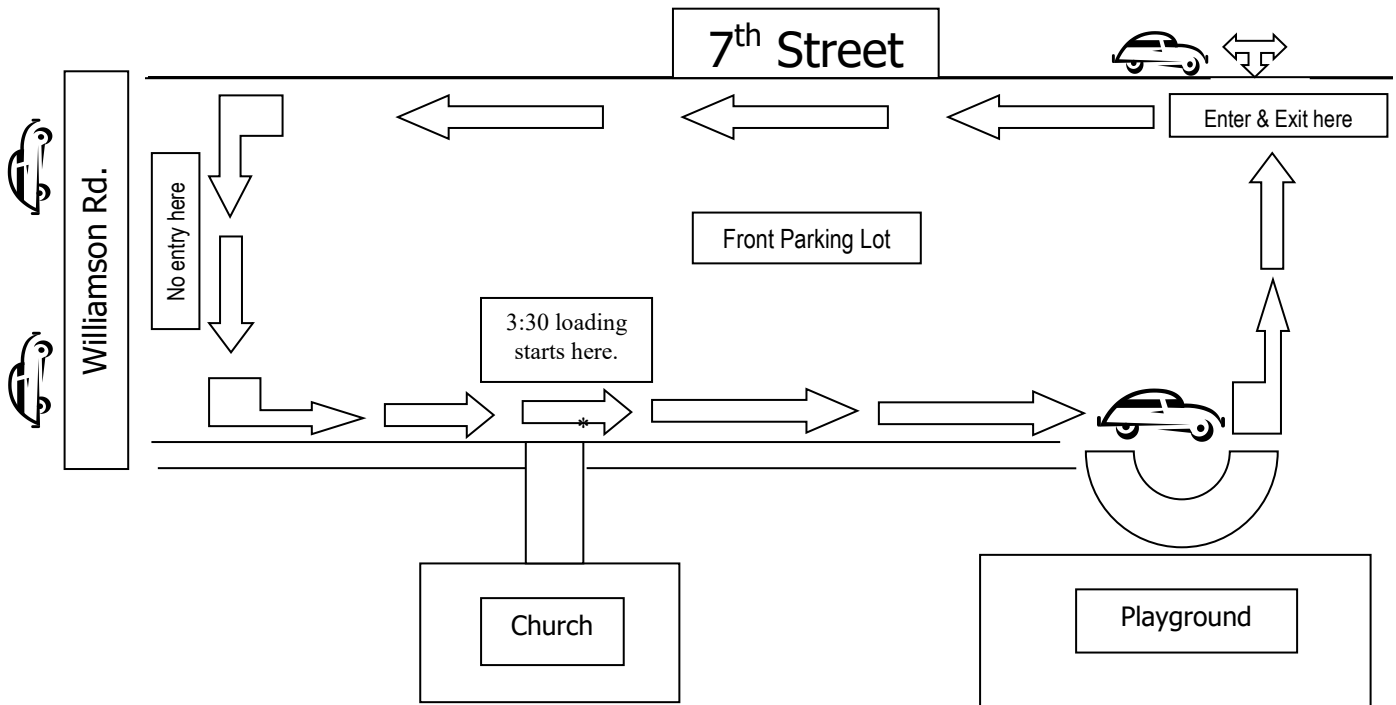 7th Street
Enter & Exit here
Williamson Rd.
No entry here
Front Parking Lot
3:30 loading
starts here.
*
Church
Playground